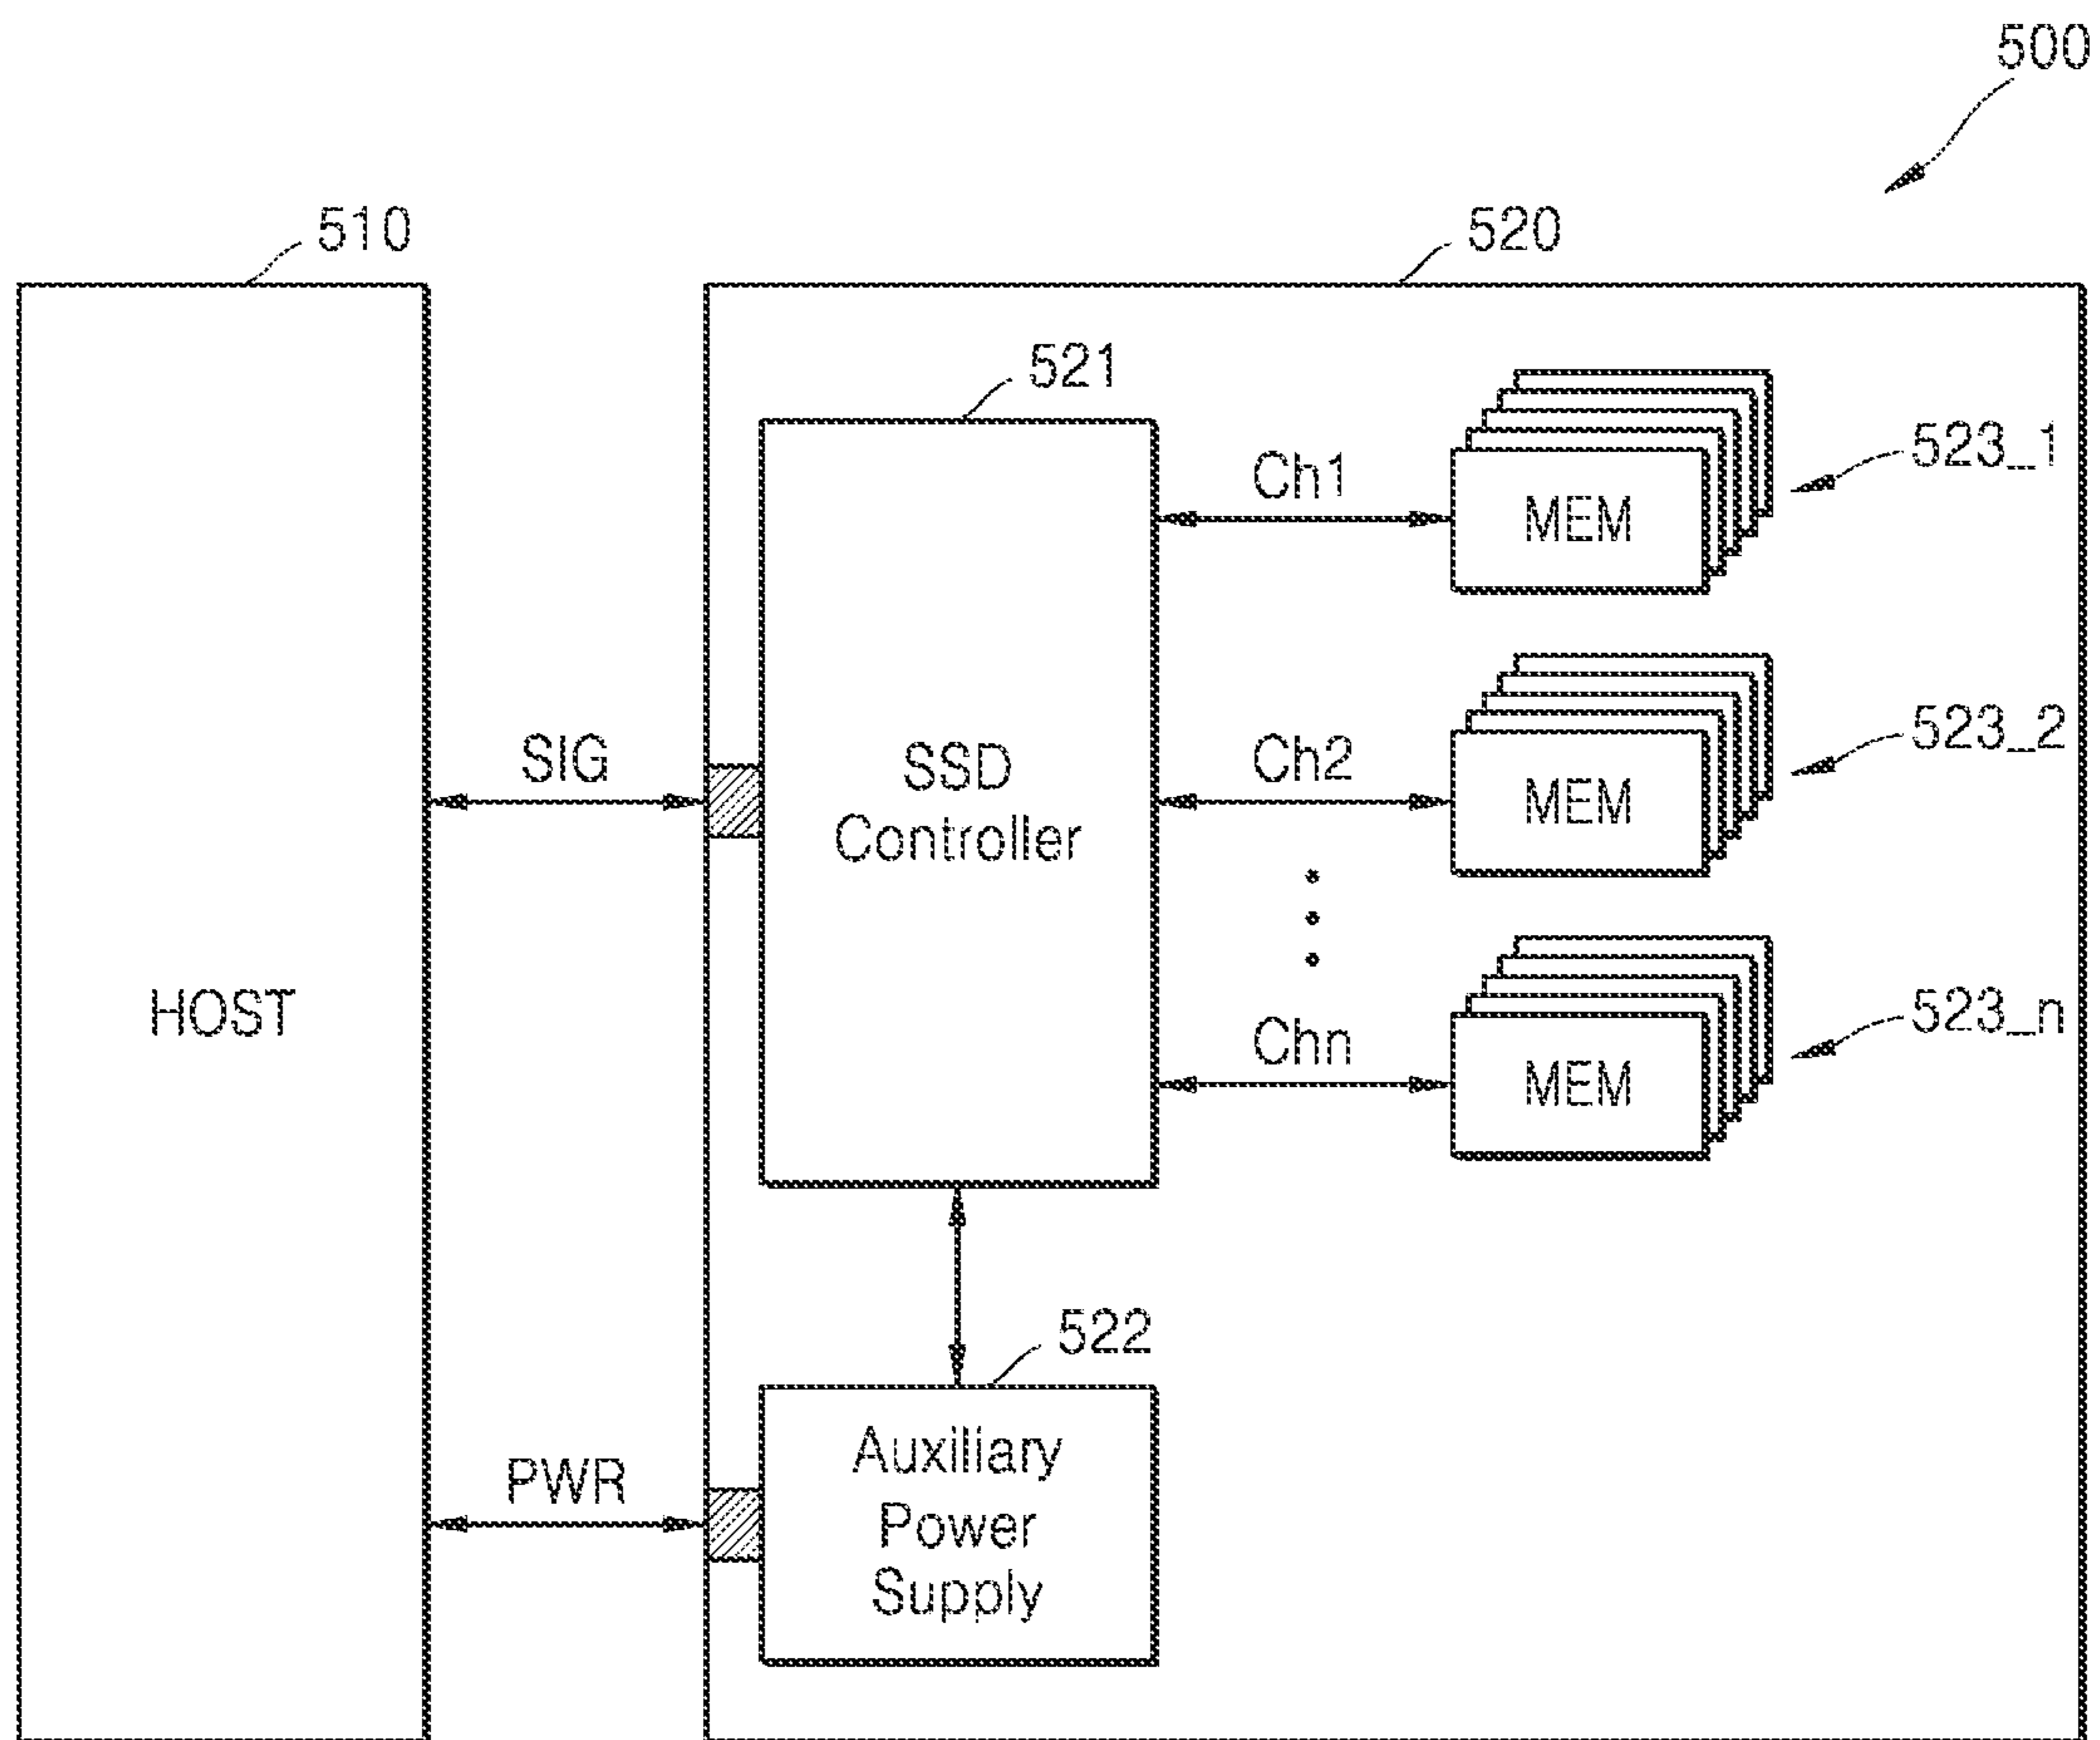 500
510
520
521
Ch1
523_1
MEM
SIG
SSD
Controller
Ch2
523_2
MEM
HOST
Chn
523_n
MEM
522
PWR
Auxiliary
Power
Supply